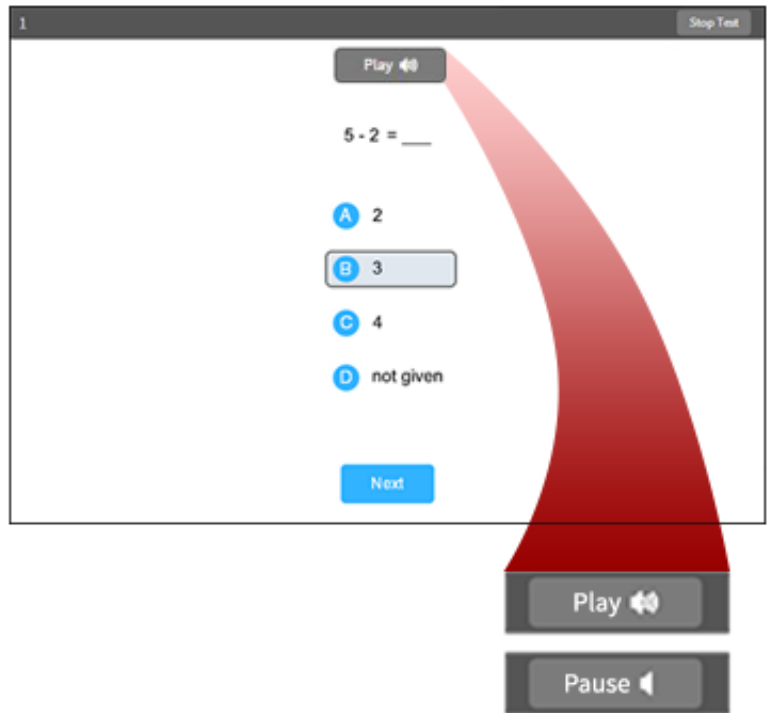 1 Stop Test
Play
5 - 2 = ___
A 2
B 3
C 4
D not given
Next
Play
Pause